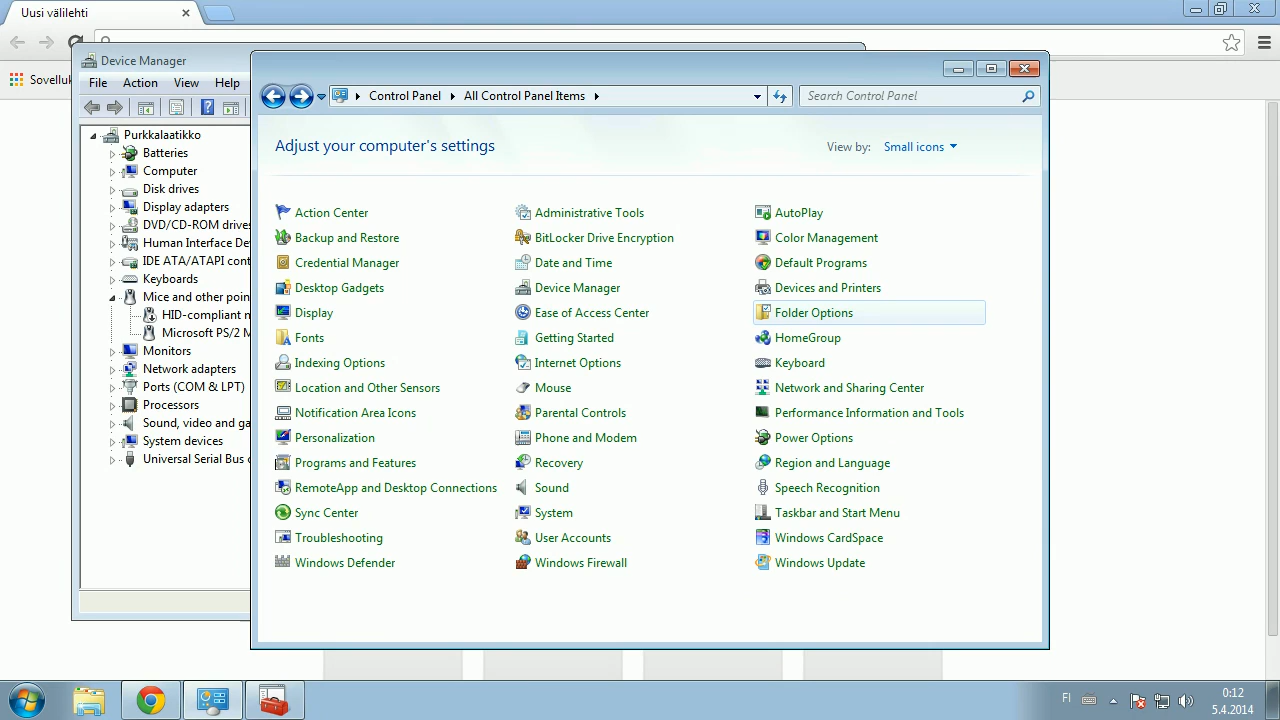 Uusi välilehti
Sovelluk
Device Manager
File Action View Help
Purkkalaatikko
Batteries
Computer
Disk drives
Display adapters
DVD/CD-ROM drives
Human Interface De
IDE ATA/ATAPI cont
Keyboards
Mice and other poin
HID-compliant m
Microsoft PS/2 M
Monitors
Network adapters
Ports (COM & LPT)
Processors
Sound, video and ga
System devices
Universal Serial Bus c
Control Panel All Control Panel Items Search Control Panel
Adjust your computer's settings View by: Small icons
Action Center Administrative Tools AutoPlay
Backup and Restore BitLocker Drive Encryption Color Management
Credential Manager Date and Time Default Programs
Desktop Gadgets Device Manager Devices and Printers
Display Ease of Access Center Folder Options
Fonts Getting Started HomeGroup
Indexing Options Internet Options Keyboard
Location and Other Sensors Mouse Network and Sharing Center
Notification Area Icons Parental Controls Performance Information and Tools
Personalization Phone and Modem Power Options
Programs and Features Recovery Region and Language
RemoteApp and Desktop Connections Sound Speech Recognition
Sync Center System Taskbar and Start Menu
Troubleshooting User Accounts Windows CardSpace
Windows Defender Windows Firewall Windows Update
FI 0:12
5.4.2014